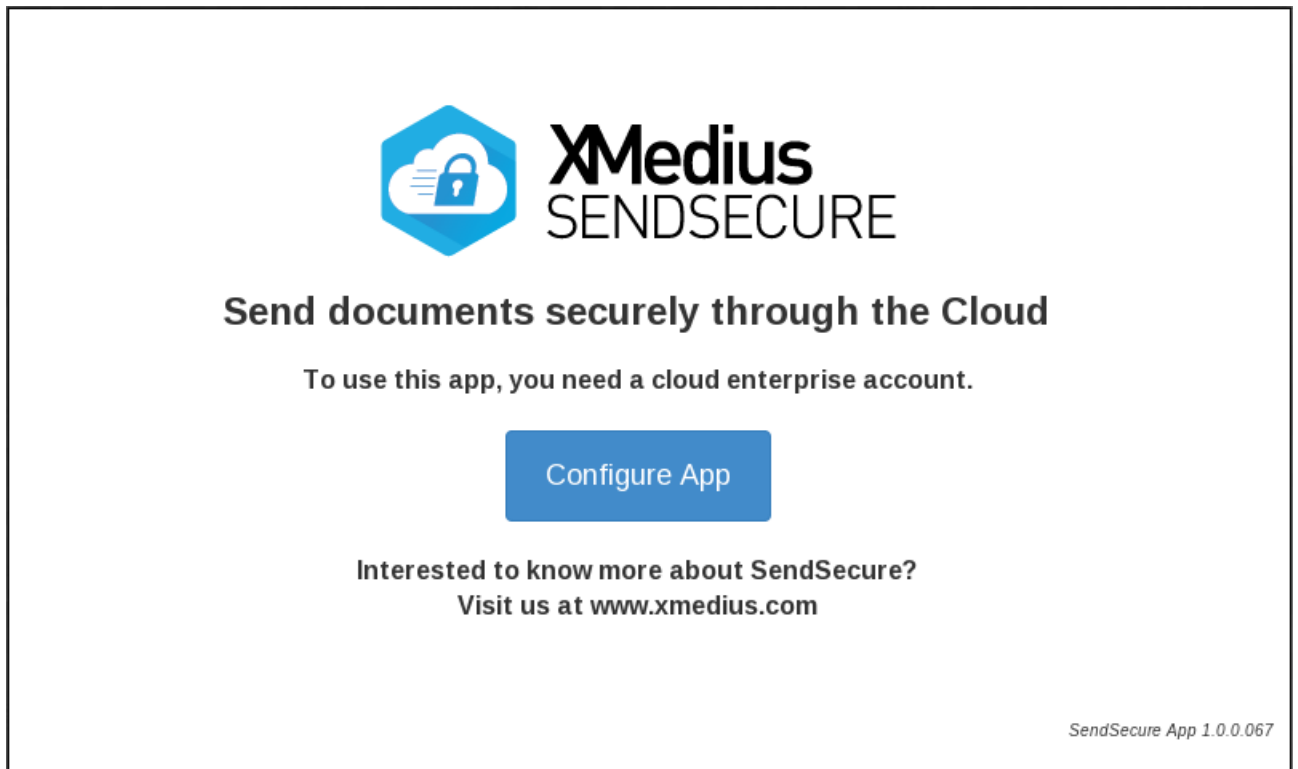 XMedius
SENDSECURE
Send documents securely through the Cloud
To use this app, you need a cloud enterprise account.
Configure App
Interested to know more about SendSecure?
Visit us at www.xmedius.com
SendSecure App 1.0.0.067